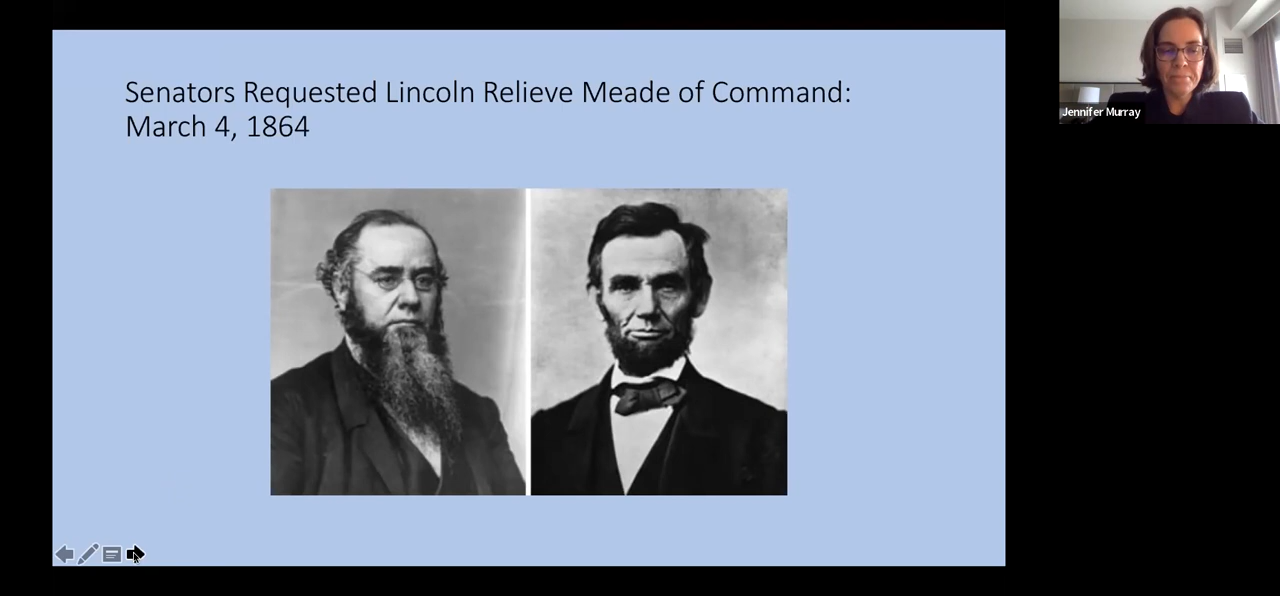 Senators Requested Lincoln Relieve Meade of Command:
March 4, 1864
Jennifer Murray